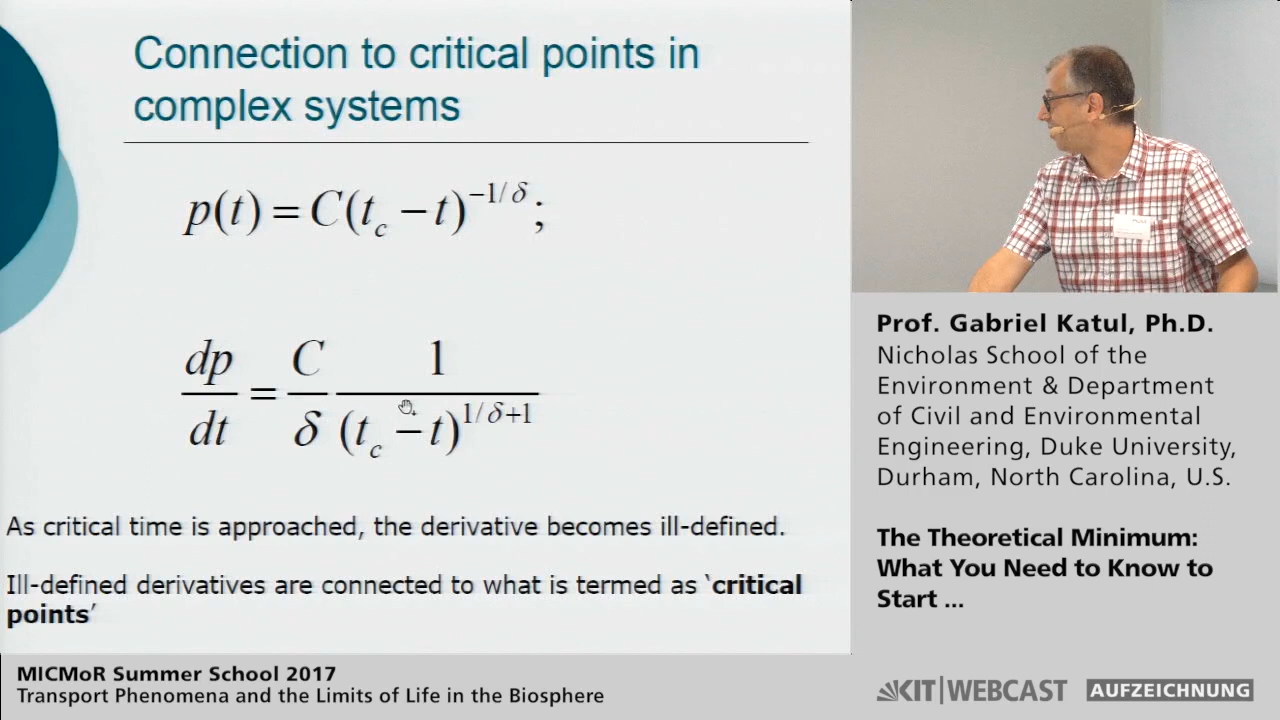 Connection to critical points in
complex systems
p(t) = C(t_c − t)^{−1/δ};
dp/dt = C/δ 1/(t_c − t)^{1/δ+1}
As critical time is approached, the derivative becomes ill-defined.
Ill-defined derivatives are connected to what is termed as ‘critical
points’
Prof. Gabriel Katul, Ph.D.
Nicholas School of the
Environment & Department
of Civil and Environmental
Engineering, Duke University,
Durham, North Carolina, U.S.
The Theoretical Minimum:
What You Need to Know to
Start ...
MICMoR Summer School 2017
Transport Phenomena and the Limits of Life in the Biosphere
KIT|WEBCAST AUFZEICHNUNG